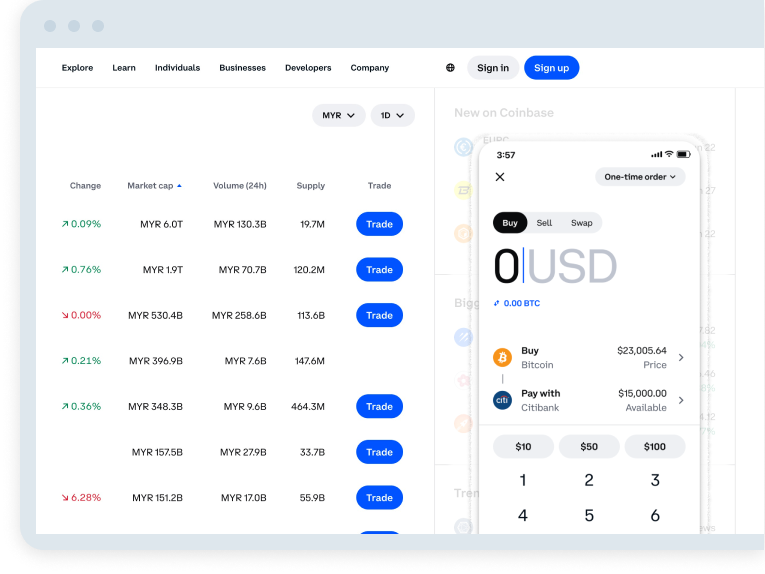 Explore Learn Individuals Businesses Developers Company Sign in Sign up
MYR 1D
Change Market cap Volume (24h) Supply Trade
0.09% MYR 6.0T MYR 130.3B 19.7M Trade
0.76% MYR 1.9T MYR 70.7B 120.2M Trade
0.00% MYR 530.4B MYR 258.6B 113.6B Trade
0.21% MYR 396.9B MYR 7.6B 147.6M
0.36% MYR 348.3B MYR 9.6B 464.3M Trade
MYR 157.5B MYR 27.9B 33.7B Trade
6.28% MYR 151.2B MYR 17.0B 55.9B Trade
New on Coinbase
EURC
22
27
22
Bigg
Tren
3:57
One-time order
Buy Sell Swap
0 USD
0.00 BTC
Buy $23,005.64
Bitcoin Price
citi
Pay with $15,000.00
Citibank Available
$10 $50 $100
1 2 3
4 5 6